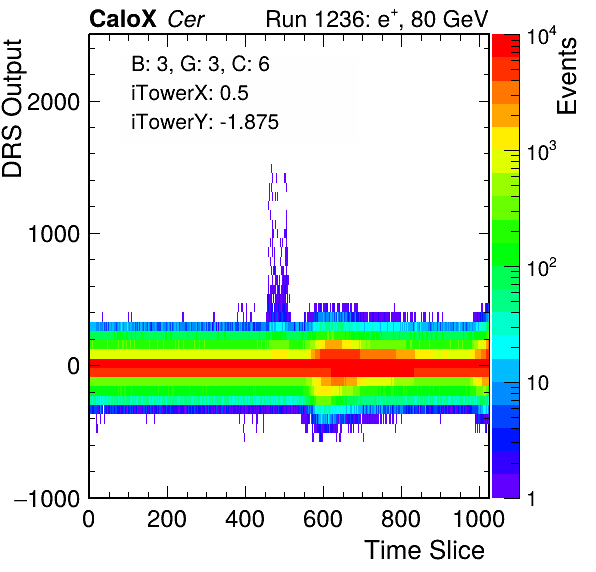 CaloX Cer
Run 1236: e⁺, 80 GeV
B: 3, G: 3, C: 6
iTowerX: 0.5
iTowerY: -1.875
DRS Output
2000
1000
0
−1000
0 200 400 600 800 1000
Time Slice
10⁴
10³
10²
10
1
Events